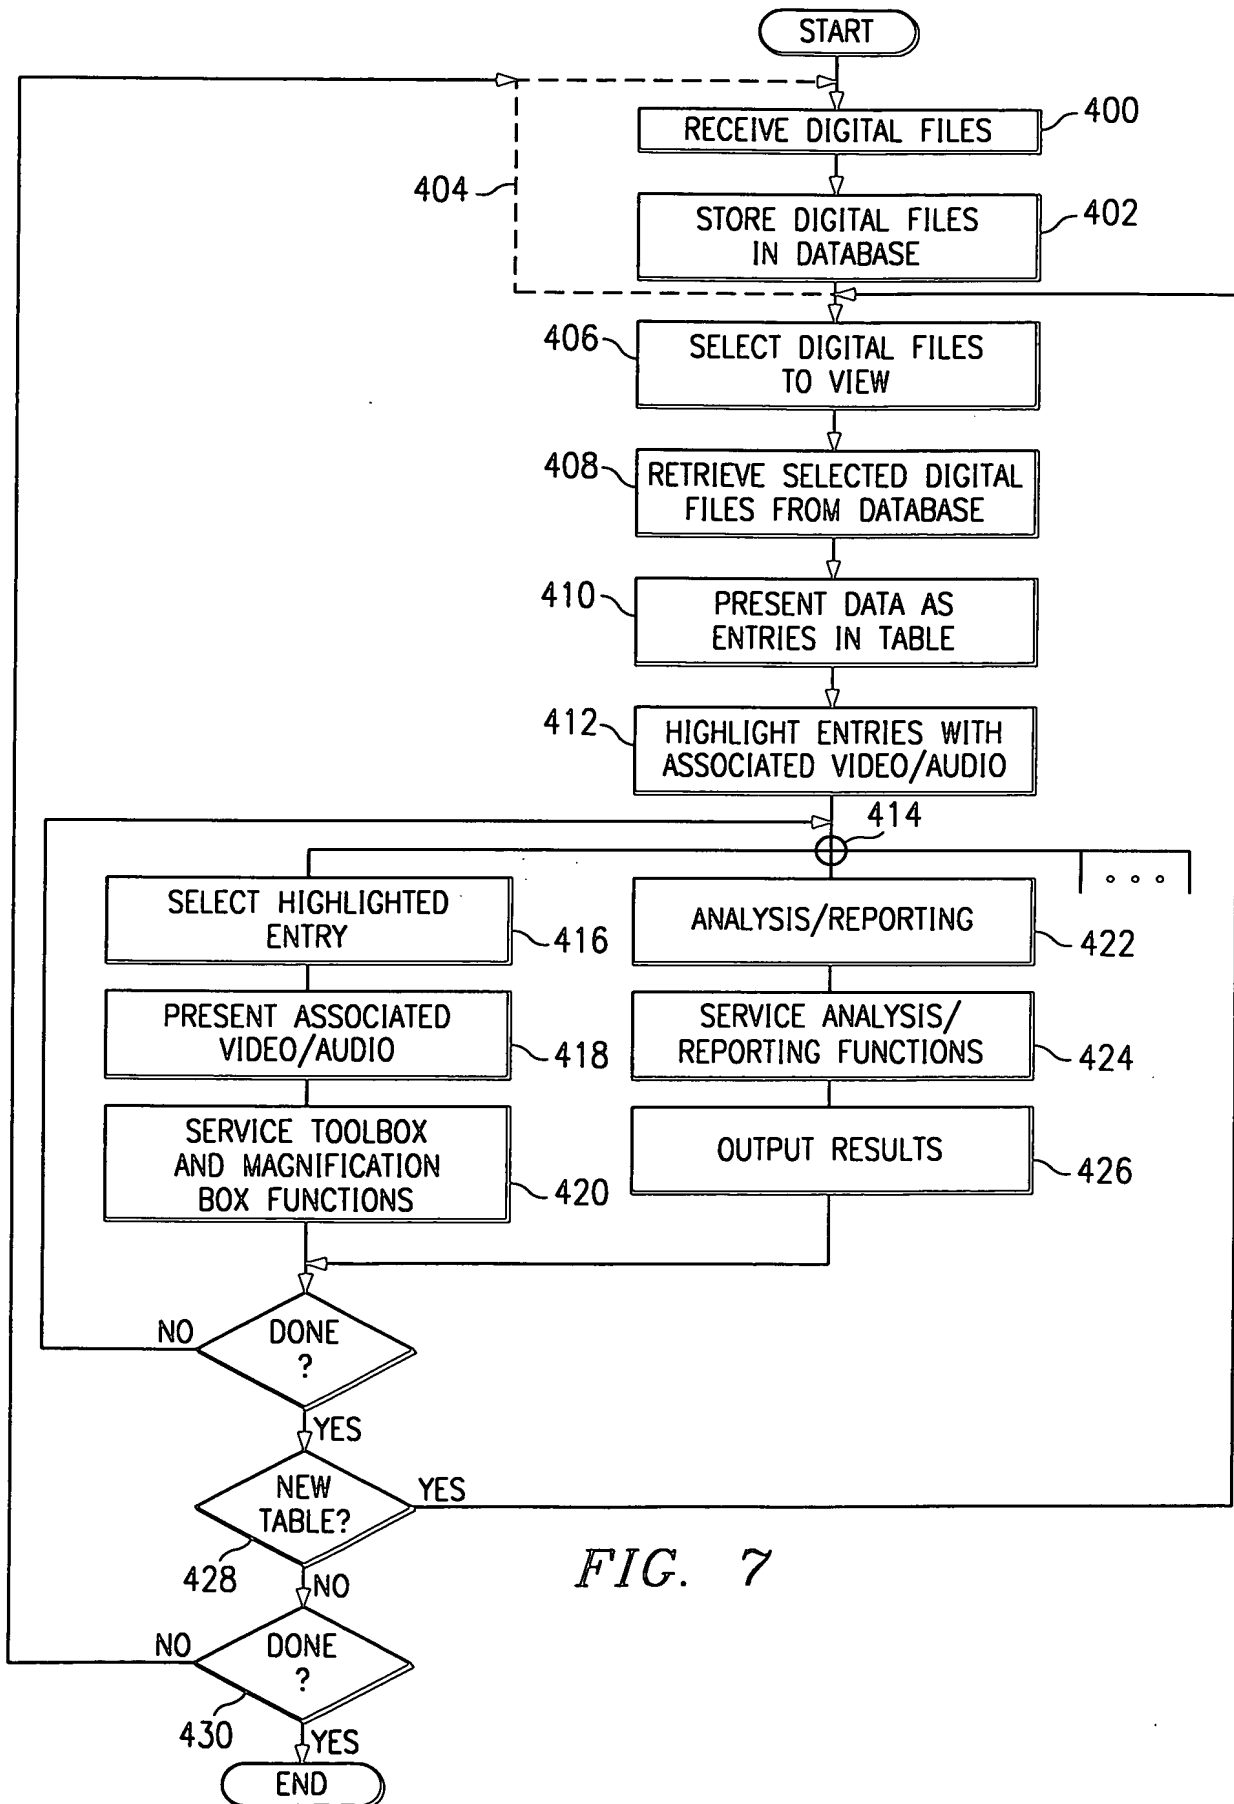 START
RECEIVE DIGITAL FILES
400
404
STORE DIGITAL FILES
IN DATABASE
402
406
SELECT DIGITAL FILES
TO VIEW
408
RETRIEVE SELECTED DIGITAL
FILES FROM DATABASE
410
PRESENT DATA AS
ENTRIES IN TABLE
412
HIGHLIGHT ENTRIES WITH
ASSOCIATED VIDEO/AUDIO
414
SELECT HIGHLIGHTED
ENTRY
416
ANALYSIS/REPORTING
422
PRESENT ASSOCIATED
VIDEO/AUDIO
418
SERVICE ANALYSIS/
REPORTING FUNCTIONS
424
SERVICE TOOLBOX
AND MAGNIFICATION
BOX FUNCTIONS
420
OUTPUT RESULTS
426
NO
DONE
?
YES
NEW
TABLE?
YES
428
NO
FIG. 7
NO
DONE
?
430
YES
END